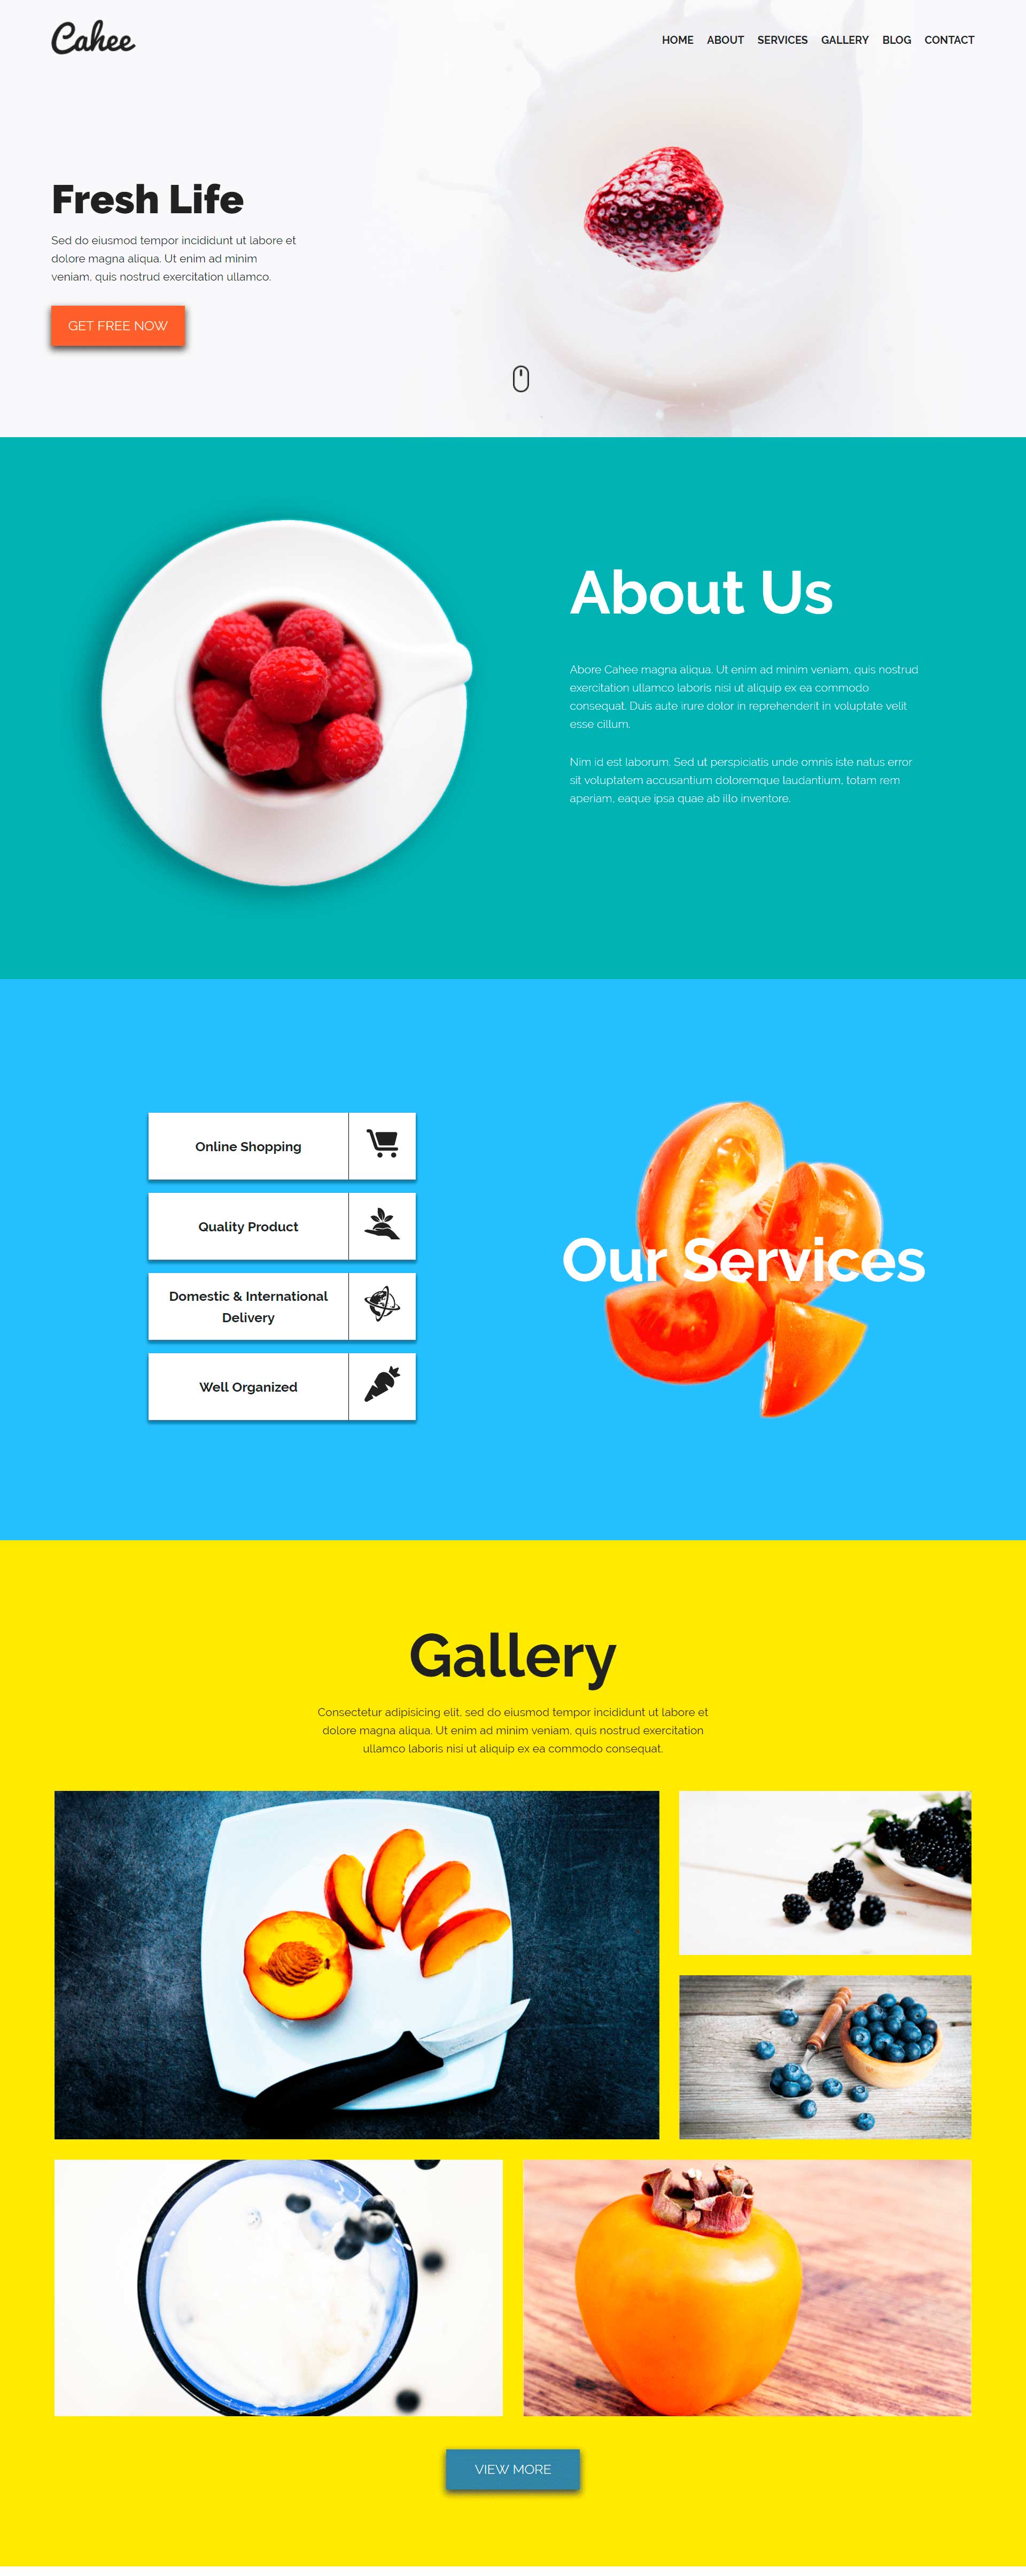 Cahee
HOME ABOUT SERVICES GALLERY BLOG CONTACT
Fresh Life
Sed do eiusmod tempor incididunt ut labore et
dolore magna aliqua. Ut enim ad minim
veniam, quis nostrud exercitation ullamco.
GET FREE NOW
About Us
Abore Cahee magna aliqua. Ut enim ad minim veniam, quis nostrud
exercitation ullamco laboris nisi ut aliquip ex ea commodo
consequat. Duis aute irure dolor in reprehenderit in voluptate velit
esse cillum.
Nim id est laborum. Sed ut perspiciatis unde omnis iste natus error
sit voluptatem accusantium doloremque laudantium, totam rem
aperiam, eaque ipsa quae ab illo inventore.
Online Shopping
Quality Product
Domestic & International
Delivery
Well Organized
Our Services
Gallery
Consectetur adipisicing elit, sed do eiusmod tempor incididunt ut labore et
dolore magna aliqua. Ut enim ad minim veniam, quis nostrud exercitation
ullamco laboris nisi ut aliquip ex ea commodo consequat.
VIEW MORE